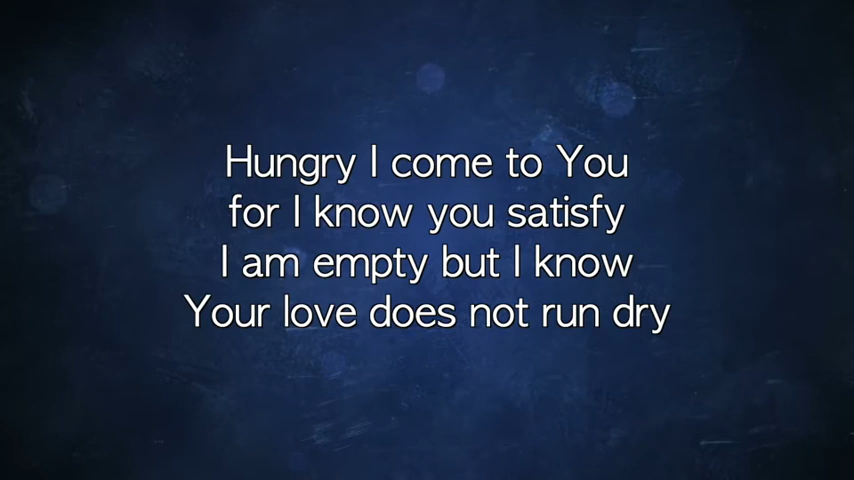 Hungry I come to You
for I know you satisfy
I am empty but I know
Your love does not run dry